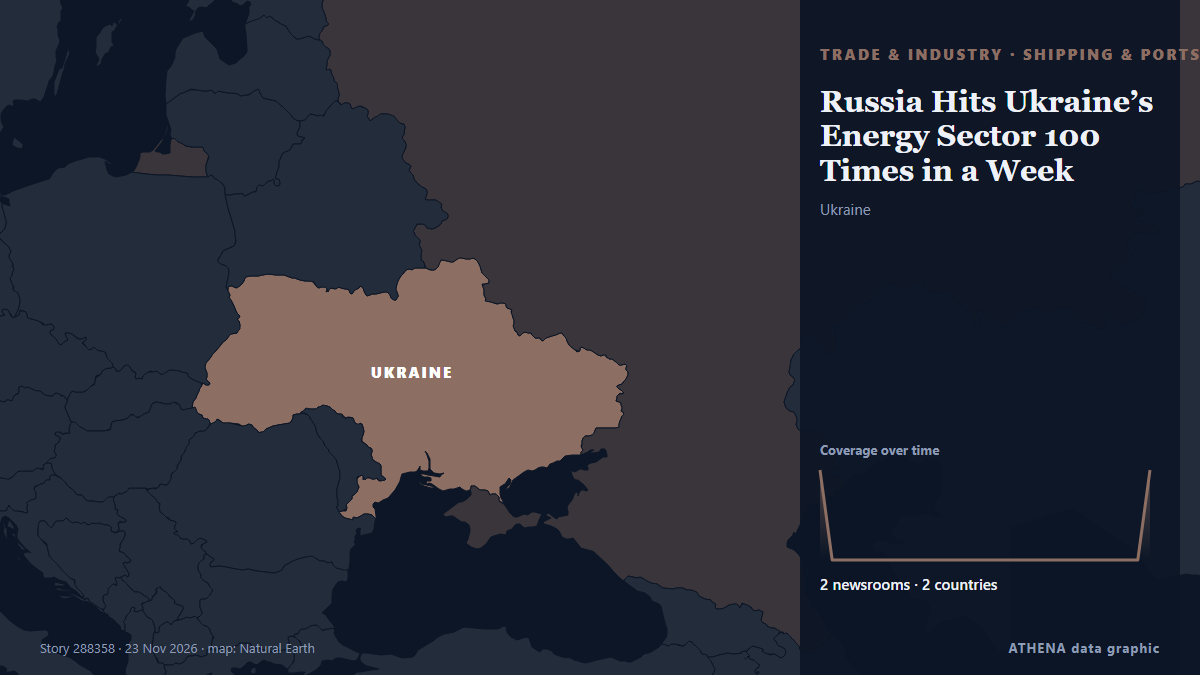 TRADE & INDUSTRY · SHIPPING & PORTS
Russia Hits Ukraine’s
Energy Sector 100
Times in a Week
Ukraine
UKRAINE
Coverage over time
2 newsrooms · 2 countries
Story 288358 · 23 Nov 2026 · map: Natural Earth
ATHENA data graphic